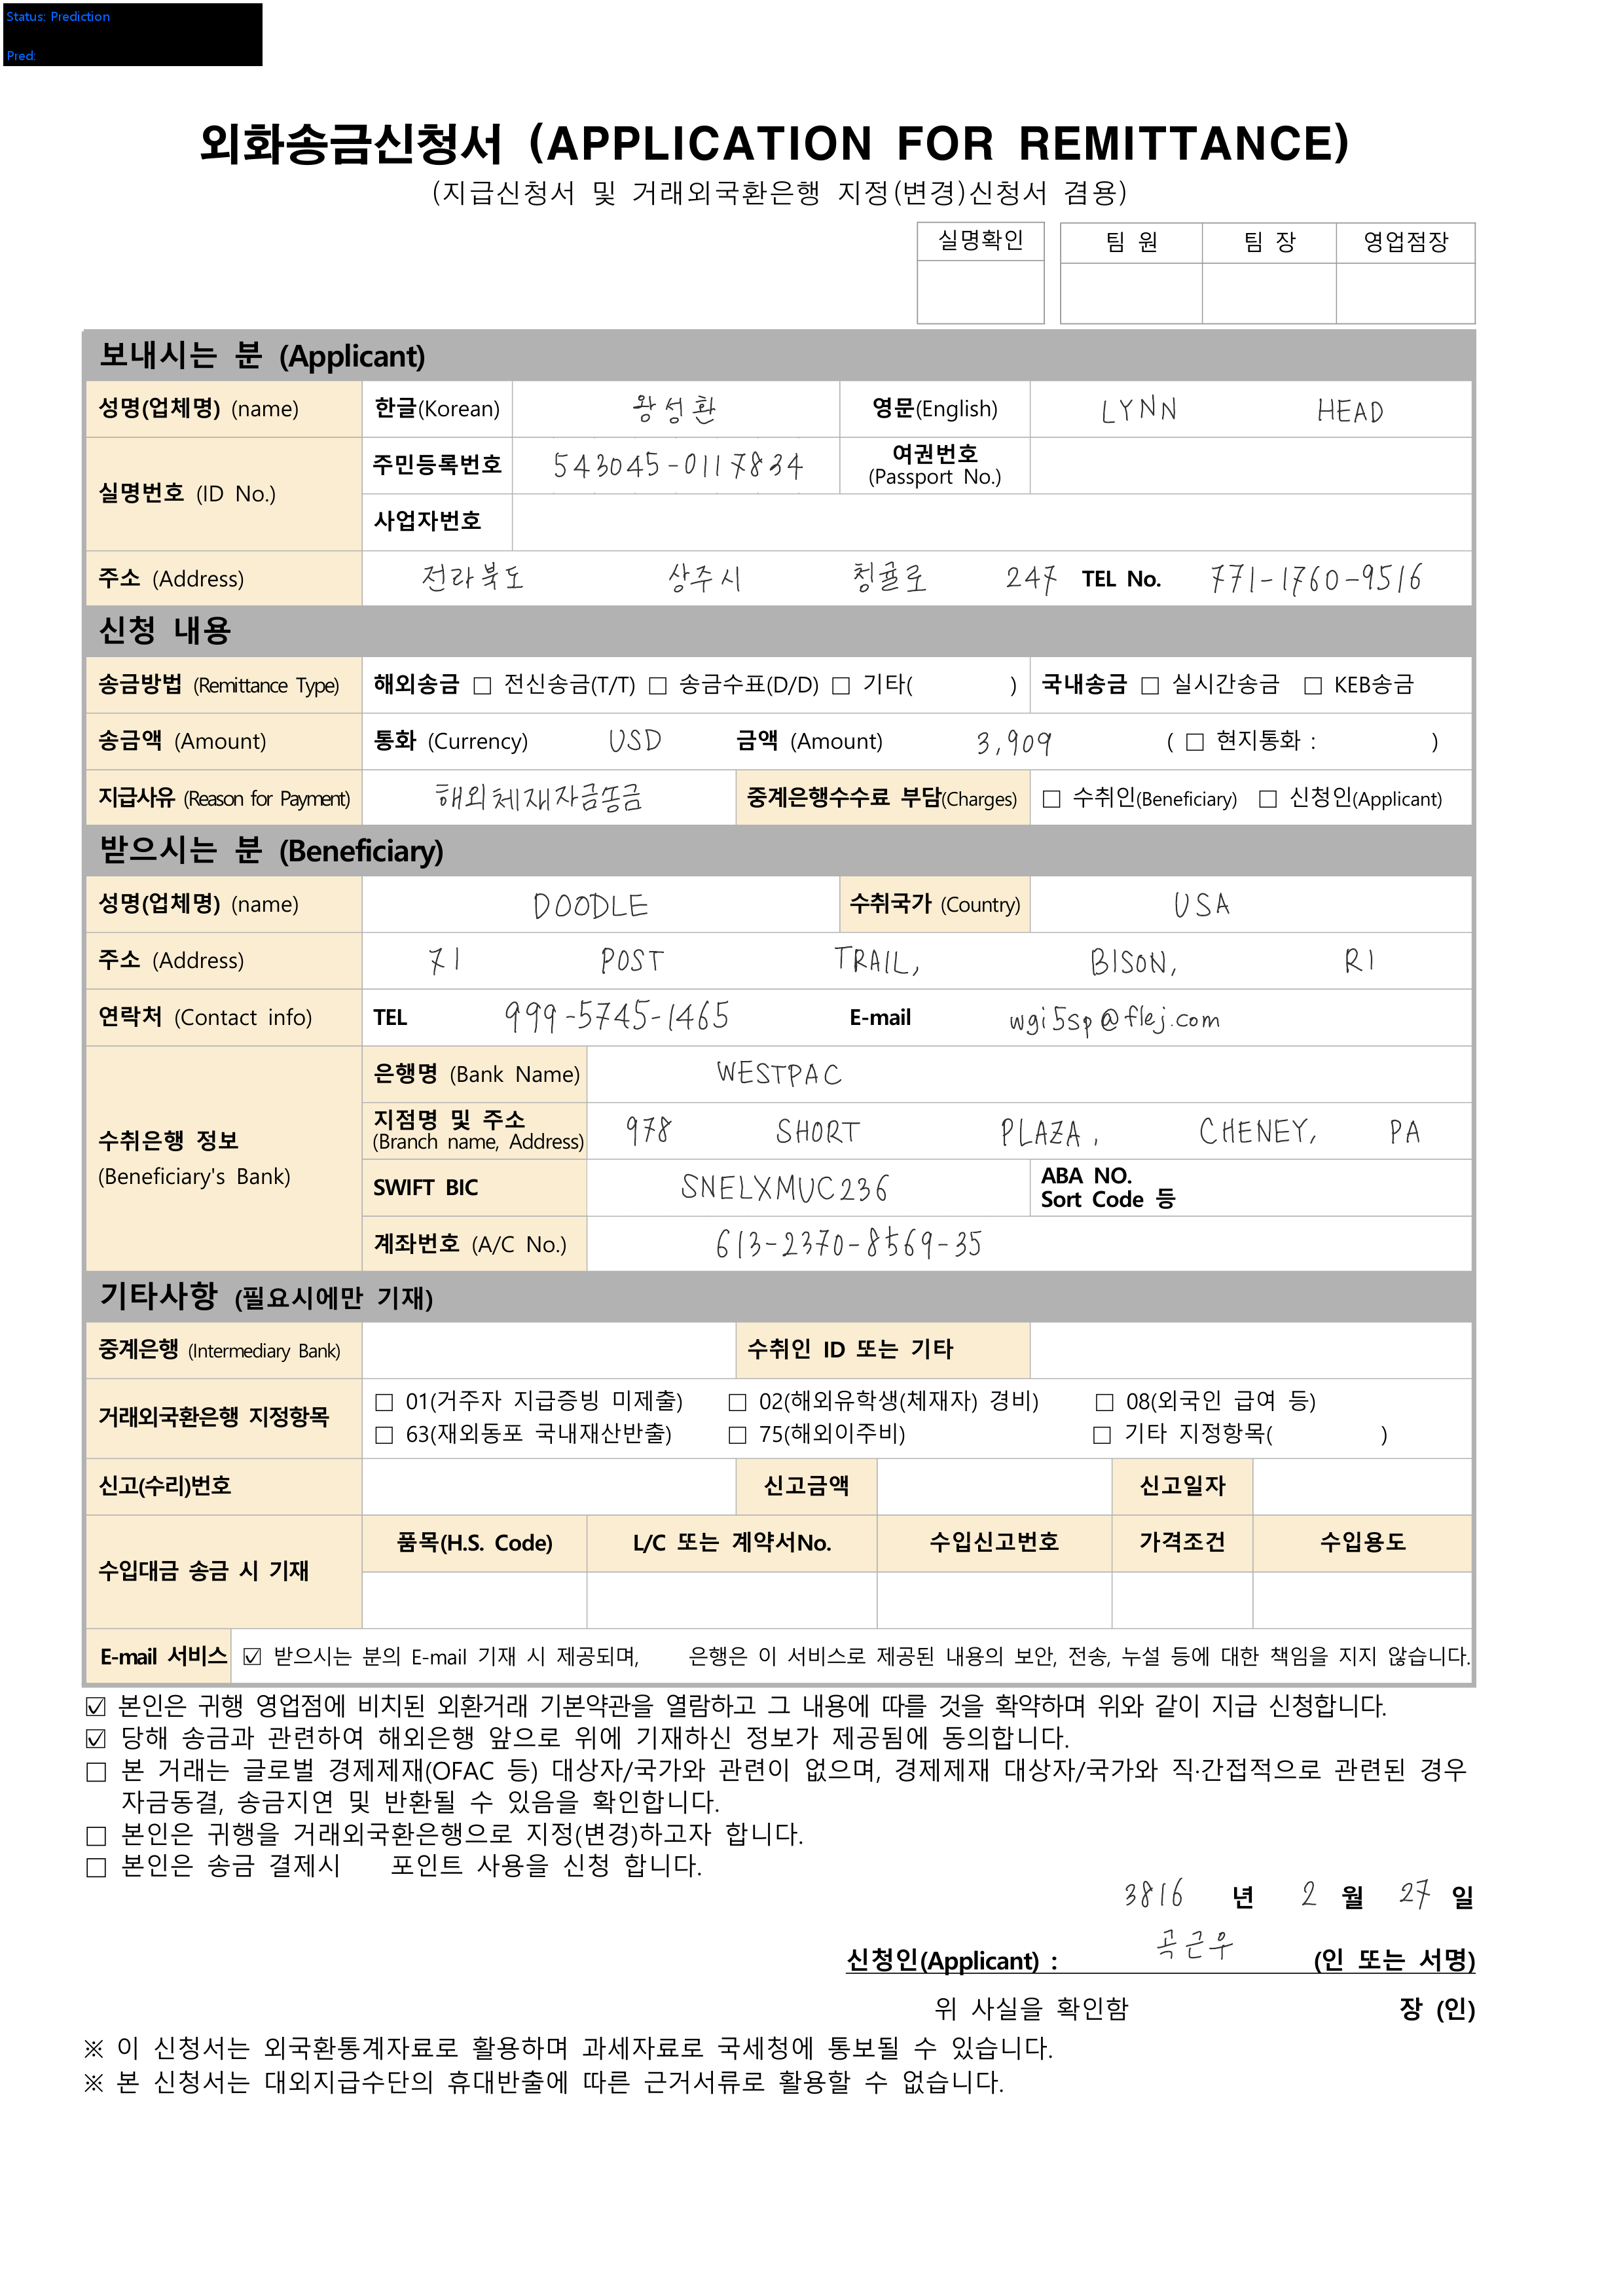 Status: Prediction
Pred:
외화송금신청서 (APPLICATION FOR REMITTANCE)
(지급신청서 및 거래외국환은행 지정(변경)신청서 겸용)
실명확인 팀 원 팀 장 영업점장
보내시는 분 (Applicant)
성명(업체명) (name) 한글(Korean) 왕성환 영문(English) LYNN HEAD
실명번호 (ID No.) 주민등록번호 543045-0117834 여권번호 (Passport No.)
사업자번호
주소 (Address) 전라북도 상주시 칭귤로 247 TEL No. 771-1760-9516
신청 내용
송금방법 (Remittance Type) 해외송금 □ 전신송금(T/T) □ 송금수표(D/D) □ 기타( ) 국내송금 □ 실시간송금 □ KEB송금
송금액 (Amount) 통화 (Currency) USD 금액 (Amount) 3,909 ( □ 현지통화 : )
지급사유 (Reason for Payment) 해외체재자금송금 중계은행수수료 부담(Charges) □ 수취인(Beneficiary) □ 신청인(Applicant)
받으시는 분 (Beneficiary)
성명(업체명) (name) DOODLE 수취국가 (Country) USA
주소 (Address) 71 POST TRAIL, BISON, RI
연락처 (Contact info) TEL 999-5745-1465 E-mail wgi5sp@flej.com
수취은행 정보 (Beneficiary's Bank) 은행명 (Bank Name) WESTPAC
지점명 및 주소 (Branch name, Address) 978 SHORT PLAZA, CHENEY, PA
SWIFT BIC SNELXMUC236 ABA NO. Sort Code 등
계좌번호 (A/C No.) 613-2370-8569-35
기타사항 (필요시에만 기재)
중계은행 (Intermediary Bank) 수취인 ID 또는 기타
거래외국환은행 지정항목 □ 01(거주자 지급증빙 미제출) □ 02(해외유학생(체재자) 경비) □ 08(외국인 급여 등)
□ 63(재외동포 국내재산반출) □ 75(해외이주비) □ 기타 지정항목( )
신고(수리)번호 신고금액 신고일자
수입대금 송금 시 기재 품목(H.S. Code) L/C 또는 계약서No. 수입신고번호 가격조건 수입용도
E-mail 서비스 ☑ 받으시는 분의 E-mail 기재 시 제공되며, 은행은 이 서비스로 제공된 내용의 보안, 전송, 누설 등에 대한 책임을 지지 않습니다.
☑ 본인은 귀행 영업점에 비치된 외환거래 기본약관을 열람하고 그 내용에 따를 것을 확약하며 위와 같이 지급 신청합니다.
☑ 당해 송금과 관련하여 해외은행 앞으로 위에 기재하신 정보가 제공됨에 동의합니다.
□ 본 거래는 글로벌 경제제재(OFAC 등) 대상자/국가와 관련이 없으며, 경제제재 대상자/국가와 직·간접적으로 관련된 경우
자금동결, 송금지연 및 반환될 수 있음을 확인합니다.
□ 본인은 귀행을 거래외국환은행으로 지정(변경)하고자 합니다.
□ 본인은 송금 결제시 포인트 사용을 신청 합니다.
3816 년 2 월 27 일
신청인(Applicant) : 곡근우 (인 또는 서명)
위 사실을 확인함 장 (인)
※ 이 신청서는 외국환통계자료로 활용하며 과세자료로 국세청에 통보될 수 있습니다.
※ 본 신청서는 대외지급수단의 휴대반출에 따른 근거서류로 활용할 수 없습니다.